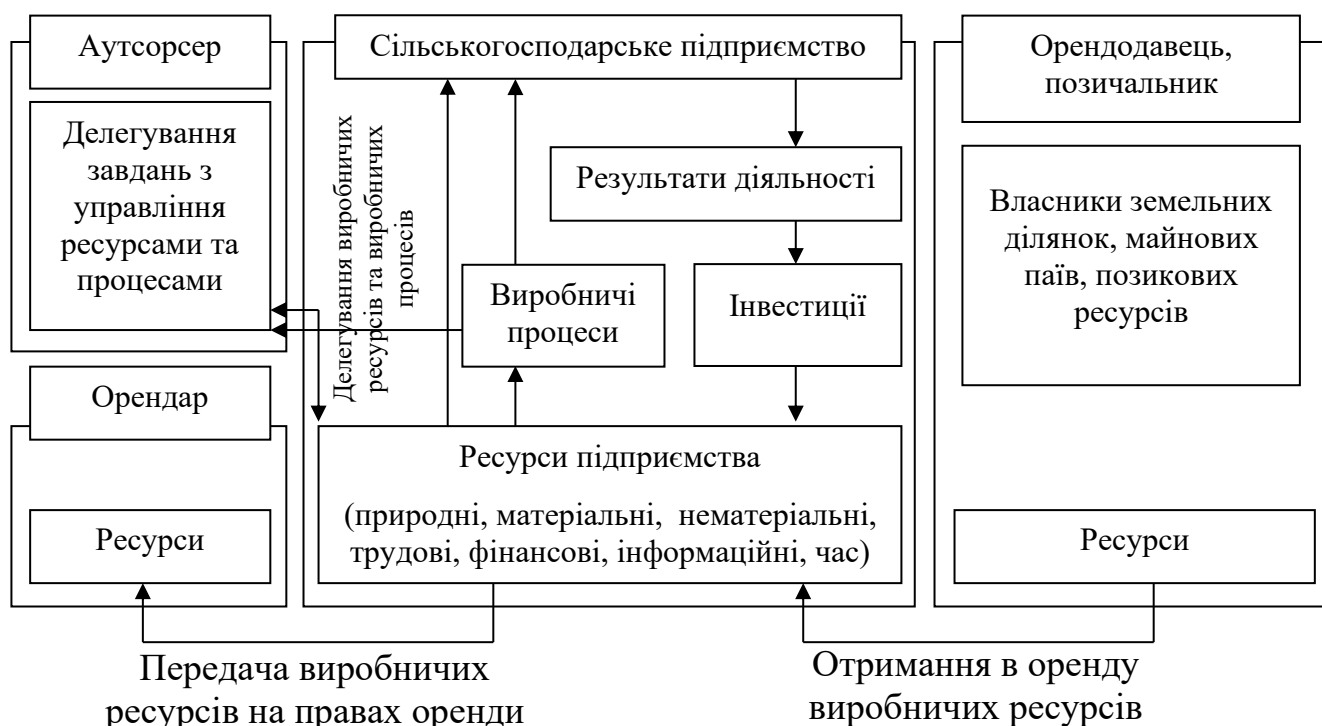 Аутсорсер
Делегування
завдань з
управління
ресурсами та
процесами
Орендар
Ресурси
Сільськогосподарське підприємство
Результати діяльності
Делегування виробничих
ресурсів та виробничих
процесів
Виробничі
процеси
Інвестиції
Ресурси підприємства
(природні, матеріальні, нематеріальні,
трудові, фінансові, інформаційні, час)
Орендодавець,
позичальник
Власники земельних
ділянок, майнових
паїв, позикових
ресурсів
Ресурси
Передача виробничих
ресурсів на правах оренди
Отримання в оренду
виробничих ресурсів